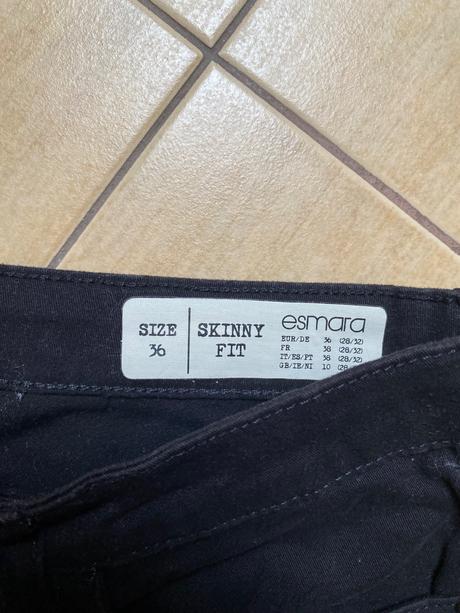 SIZE
36
SKINNY
FIT
esmara
EUR/DE 36 (28/32)
FR 38 (28/32)
IT/ES/PT 38 (28/32)
GB/IE/NI 10 (28/